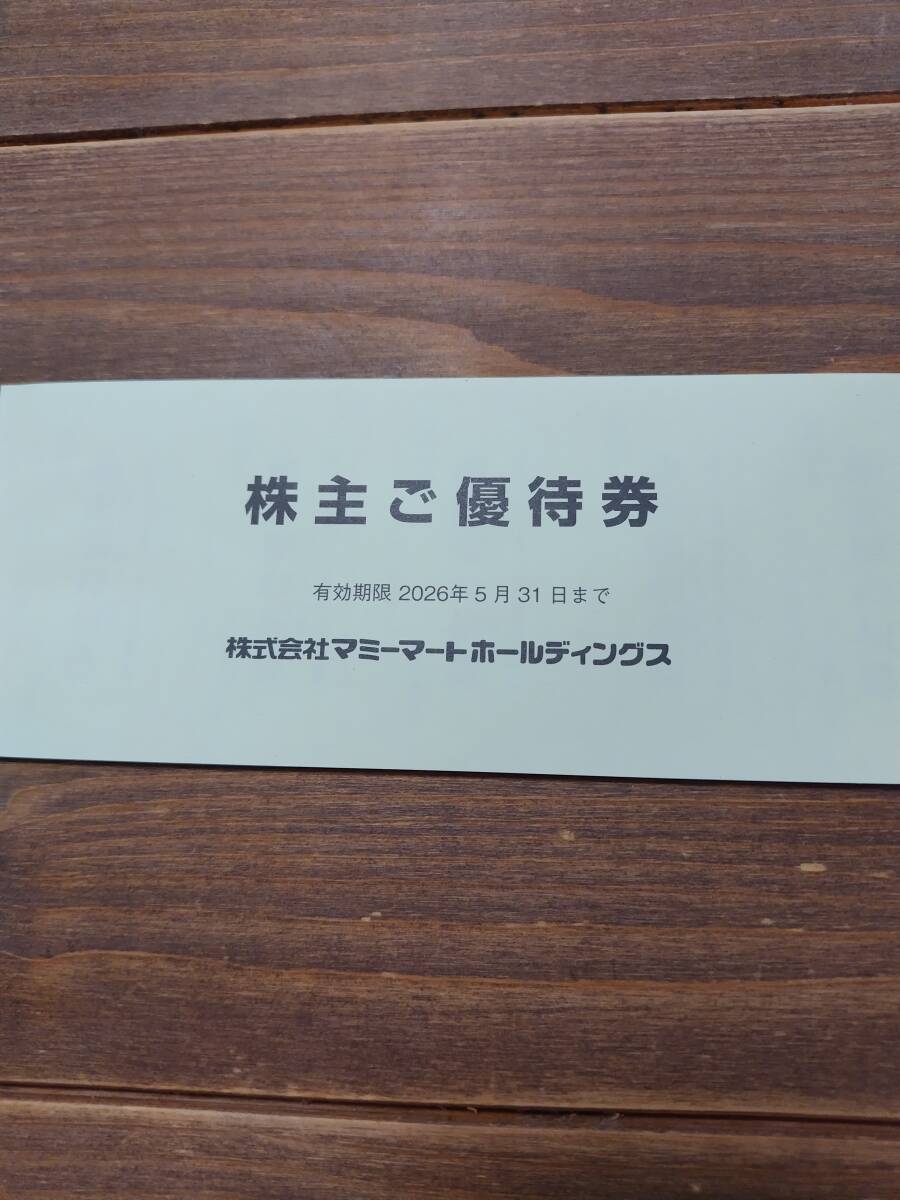 株主ご優待券
有効期限 2026年5月31日まで
株式会社マミーマートホールディングス